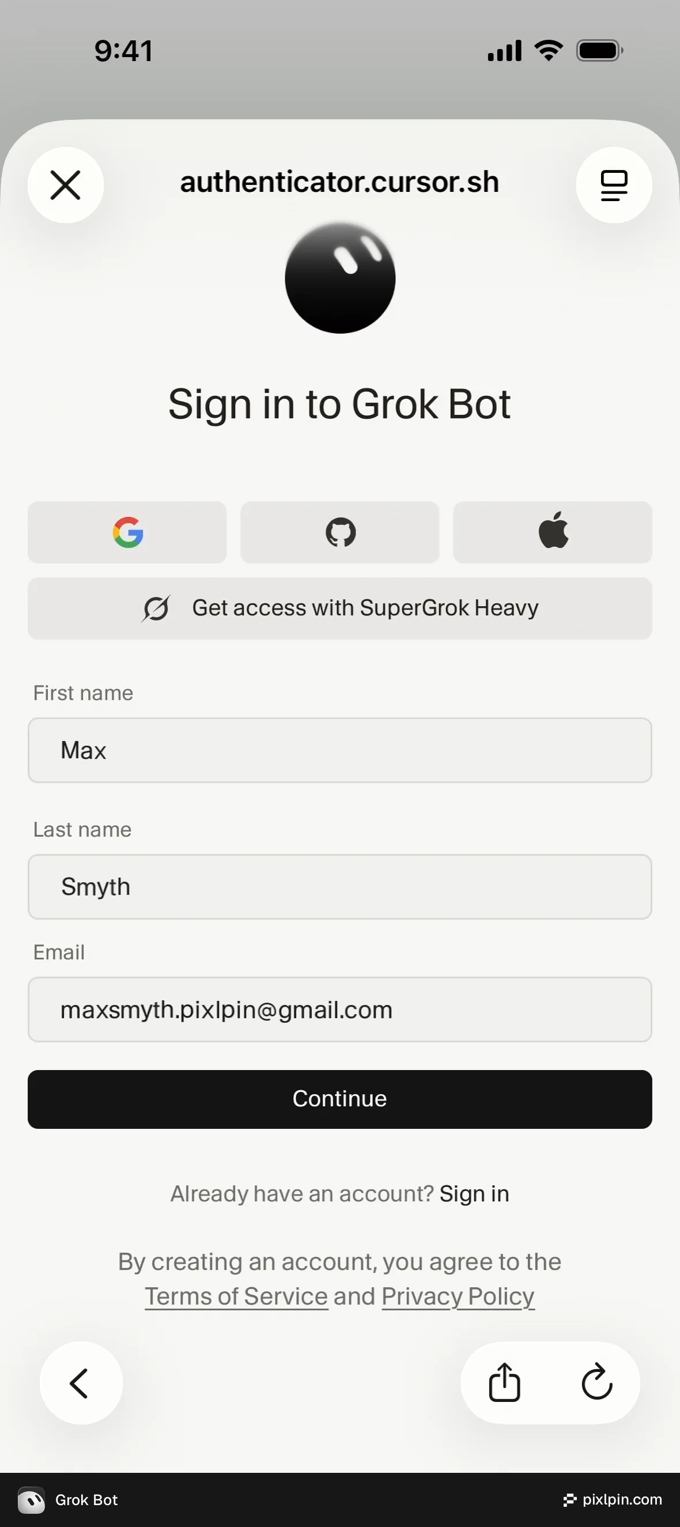 9:41
authenticator.cursor.sh
Sign in to Grok Bot
Get access with SuperGrok Heavy
First name
Max
Last name
Smyth
Email
maxsmyth.pixlpin@gmail.com
Continue
Already have an account? Sign in
By creating an account, you agree to the
Terms of Service and Privacy Policy
Grok Bot
pixlpin.com